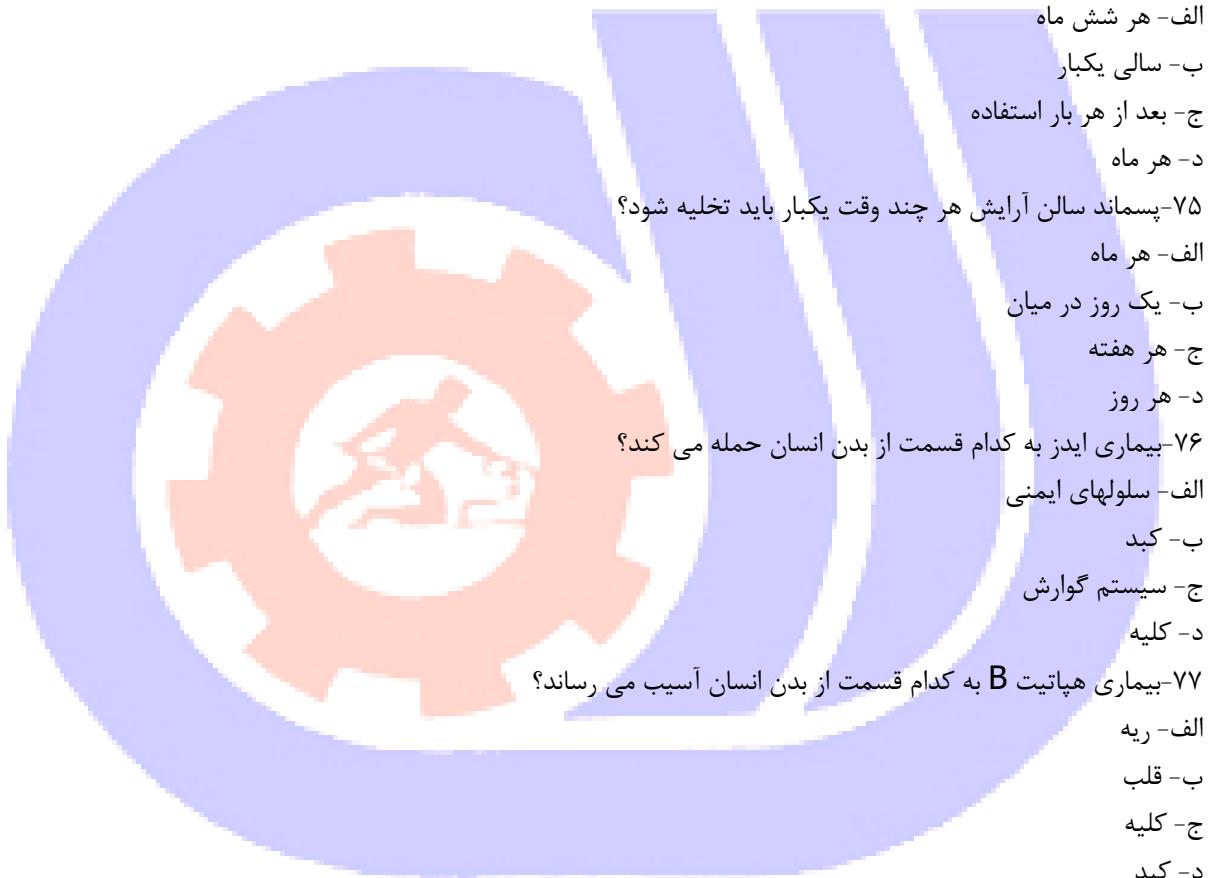 الف- هر شش ماه
ب- سالی یکبار
ج- بعد از هر بار استفاده
د- هر ماه
۷۵-پسماند سالن آرایش هر چند وقت یکبار باید تخلیه شود؟
الف- هر ماه
ب- یک روز در میان
ج- هر هفته
د- هر روز
۷۶-بیماری ایدز به کدام قسمت از بدن انسان حمله می کند؟
الف- سلولهای ایمنی
ب- کبد
ج- سیستم گوارش
د- کلیه
۷۷-بیماری هپاتیت B به کدام قسمت از بدن انسان آسیب می رساند؟
الف- ریه
ب- قلب
ج- کلیه
د- کبد